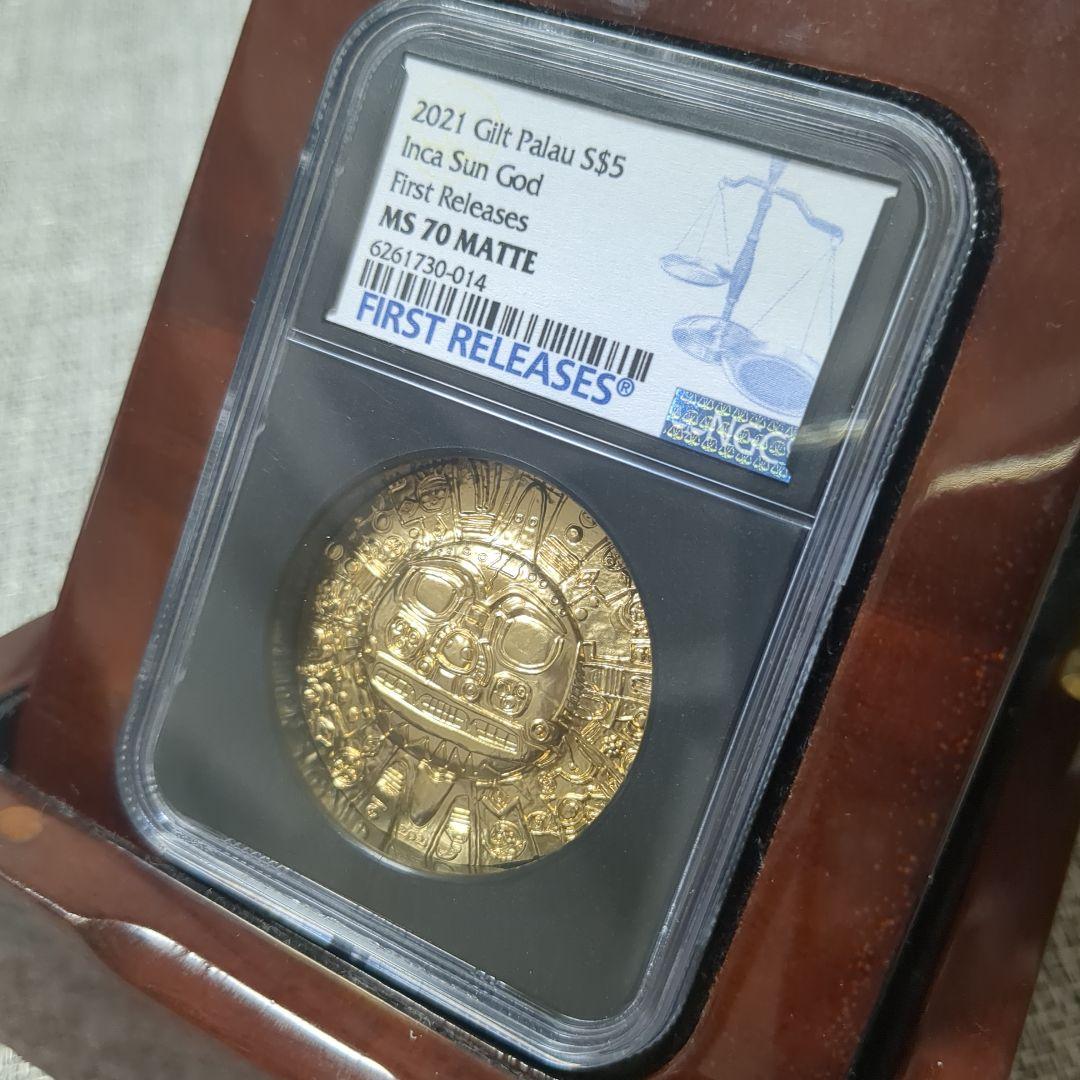 2021 Gilt Palau S$5
Inca Sun God
First Releases
MS 70 MATTE
6261730-014
FIRST RELEASES®
NGC